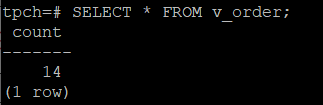 tpch=# SELECT * FROM v_order;
 count
-------
    14
(1 row)